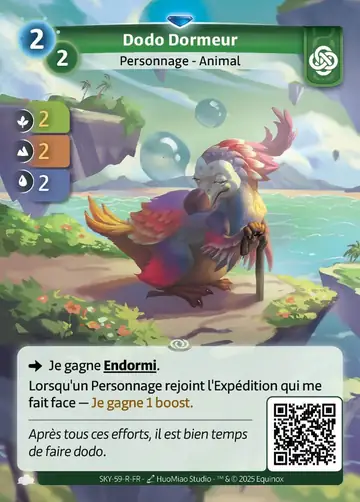 2
Dodo Dormeur
2
Personnage - Animal
2
2
2
Je gagne Endormi.
Lorsqu'un Personnage rejoint l'Expédition qui me
fait face — Je gagne 1 boost.
Après tous ces efforts, il est bien temps
de faire dodo.
SKY-59-R-FR - HuoMiao Studio - ™ & © 2025 Equinox